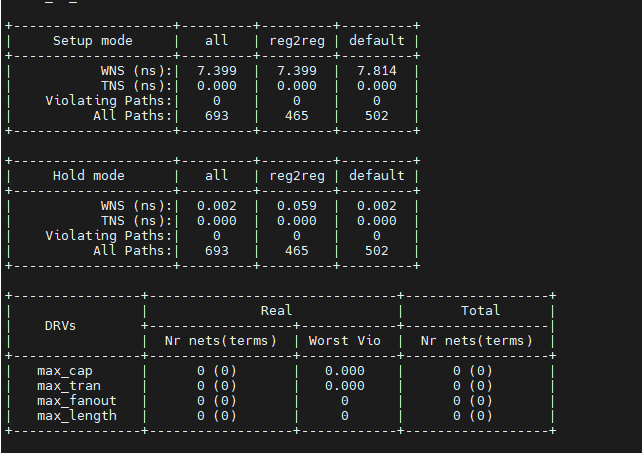 +--------------------+---------+---------+---------+
|     Setup mode     |   all   | reg2reg | default |
+--------------------+---------+---------+---------+
|           WNS (ns):|  7.399  |  7.399  |  7.814  |
|           TNS (ns):|  0.000  |  0.000  |  0.000  |
|    Violating Paths:|    0    |    0    |    0    |
|          All Paths:|   693   |   465   |   502   |
+--------------------+---------+---------+---------+
+--------------------+---------+---------+---------+
|     Hold mode      |   all   | reg2reg | default |
+--------------------+---------+---------+---------+
|           WNS (ns):|  0.002  |  0.059  |  0.002  |
|           TNS (ns):|  0.000  |  0.000  |  0.000  |
|    Violating Paths:|    0    |    0    |    0    |
|          All Paths:|   693   |   465   |   502   |
+--------------------+---------+---------+---------+
+----------------+-------------------------------+------------------+
|                |              Real             |       Total      |
|    DRVs        +------------------+------------+------------------|
|                |  Nr nets(terms)  | Worst Vio  |  Nr nets(terms)  |
+----------------+------------------+------------+------------------+
|   max_cap      |      0 (0)       |   0.000    |      0 (0)       |
|   max_tran     |      0 (0)       |   0.000    |      0 (0)       |
|   max_fanout   |      0 (0)       |     0      |      0 (0)       |
|   max_length   |      0 (0)       |     0      |      0 (0)       |
+----------------+------------------+------------+------------------+